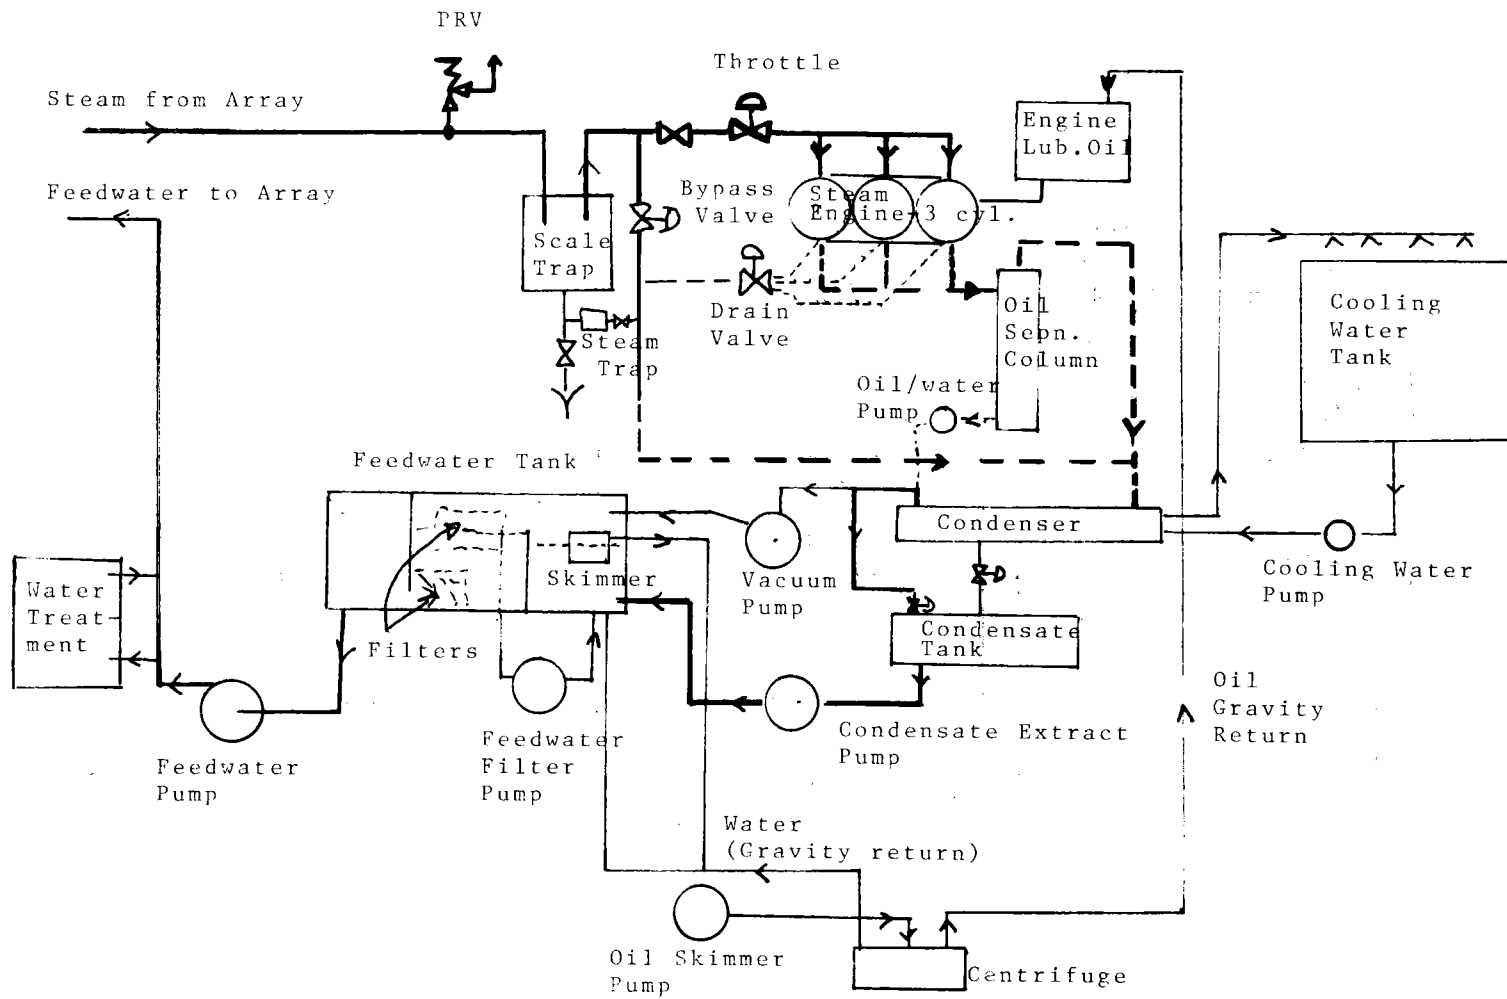 PRV
Throttle
Steam from Array
Engine
Lub.Oil
Feedwater to Array
Bypass
Valve
Steam
Engine-3 cyl.
Scale
Trap
Drain
Valve
Oil
Sepn.
Column
Cooling
Water
Tank
Steam
Trap
Oil/water
Pump
Feedwater Tank
Condenser
Skimmer
Vacuum
Pump
Cooling Water
Pump
Water
Treat-
ment
Condensate
Tank
Filters
Oil
Gravity
Return
Feedwater
Pump
Feedwater
Filter
Pump
Condensate Extract
Pump
Water
(Gravity return)
Oil Skimmer
Pump
Centrifuge